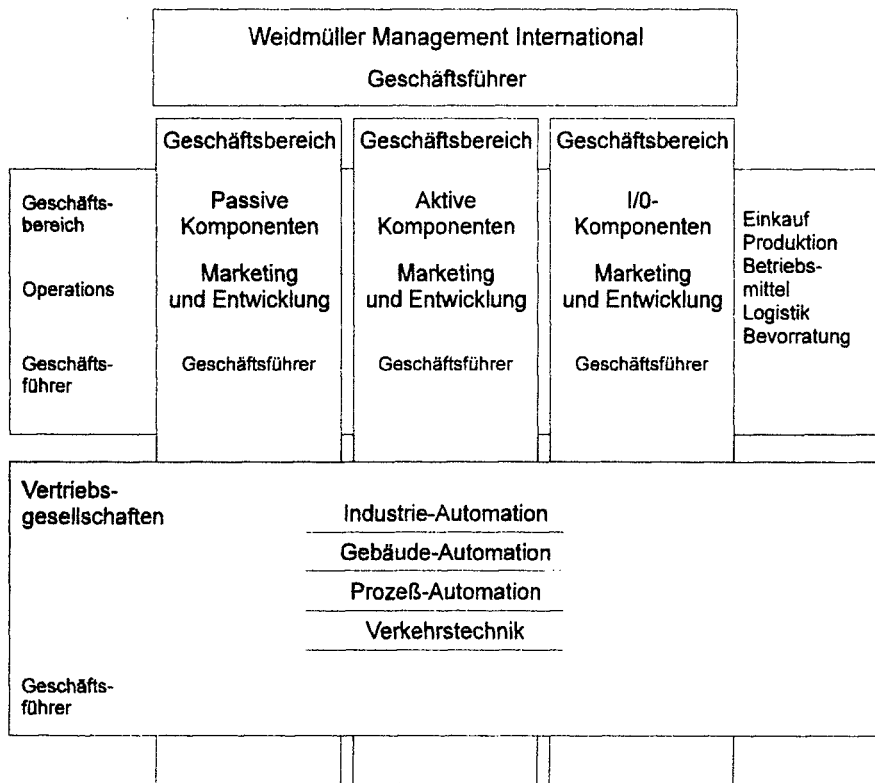 Weidmüller Management International
Geschäftsführer
Geschäftsbereich
Geschäftsbereich
Geschäftsbereich
Geschäfts-
bereich
Operations
Geschäfts-
führer
Passive
Komponenten
Marketing
und Entwicklung
Geschäftsführer
Aktive
Komponenten
Marketing
und Entwicklung
Geschäftsführer
I/0-
Komponenten
Marketing
und Entwicklung
Geschäftsführer
Einkauf
Produktion
Betriebs-
mittel
Logistik
Bevorratung
Vertriebs-
gesellschaften
Industrie-Automation
Gebäude-Automation
Prozeß-Automation
Verkehrstechnik
Geschäfts-
führer